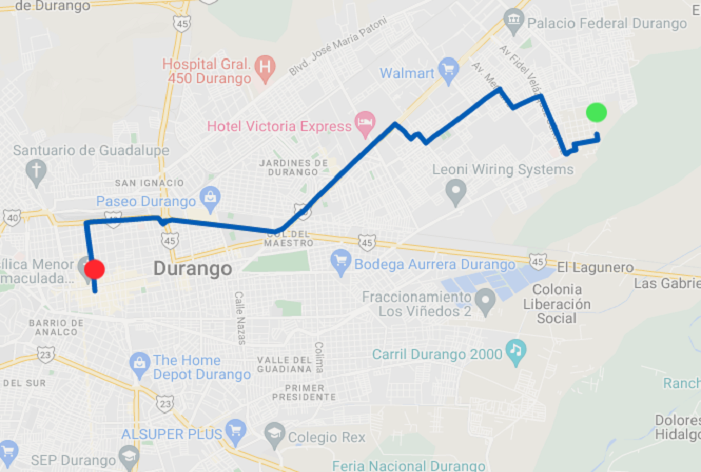 de Durango
45
Palacio Federal Durango
Blvd. José María Patoni
Hospital Gral.
450 Durango
H
Walmart
Av Fidel Velá
Av. Me
Hotel Victoria Express
Santuario de Guadalupe
JARDINES DE
DURANGO
Leoni Wiring Systems
SAN IGNACIO
Paseo Durango
40
45
COL DEL
MAESTRO
45
45
ílica Menor
maculada...
Durango
Bodega Aurrera Durango
El Lagunero
Las Gabrie
Fraccionamiento
Los Viñedos 2
Colonia
Liberación
Social
Calle Nazas
BARRIO DE
ANALCO
23
The Home
Depot Durango
VALLE DEL
GUADIANA
Colima
Carril Durango 2000
DEL SUR
PRIMER
PRESIDENTE
Ranch
23
ALSUPER PLUS
Colegio Rex
Dolores
Hidalgo
SEP Durango
Feria Nacional Durango